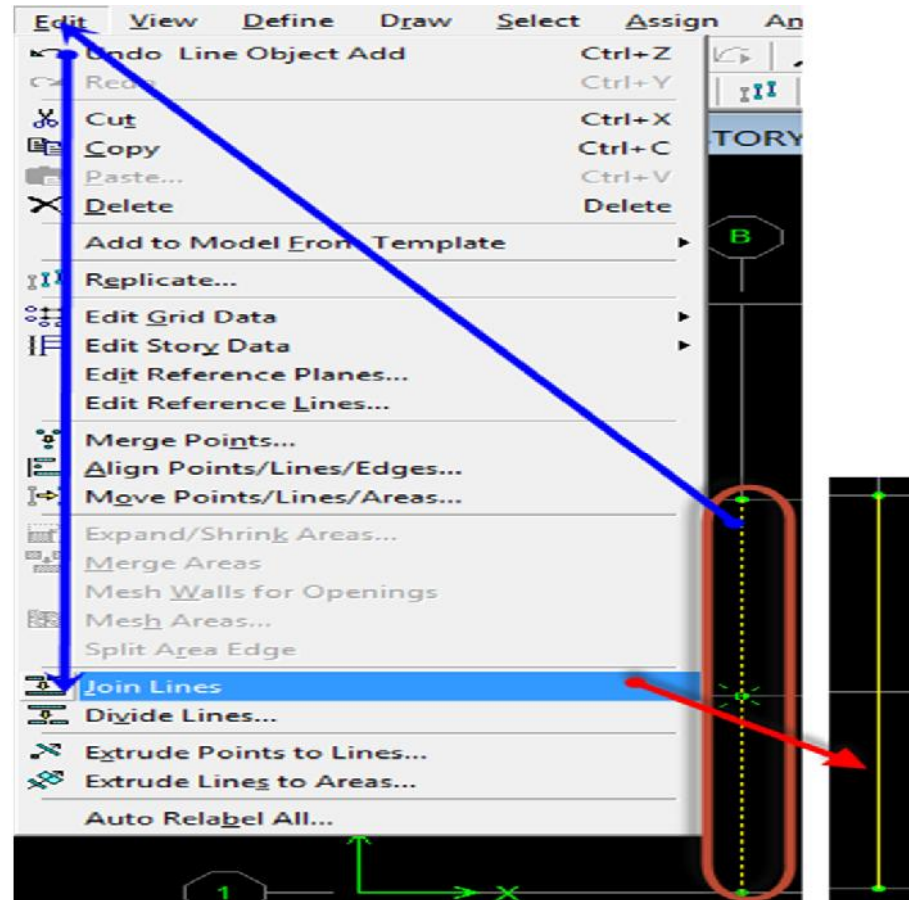 Edit View Define Draw Select Assign An
Undo Line Object Add Ctrl+Z
Redo Ctrl+Y
Cut Ctrl+X
TORY
Copy Ctrl+C
Paste... Ctrl+V
Delete Delete
Add to Model From Template
B
Replicate...
Edit Grid Data
Edit Story Data
Edit Reference Planes...
Edit Reference Lines...
Merge Points...
Align Points/Lines/Edges...
Move Points/Lines/Areas...
Expand/Shrink Areas...
Merge Areas
Mesh Walls for Openings
Mesh Areas...
Split Area Edge
Join Lines
Divide Lines...
Extrude Points to Lines...
Extrude Lines to Areas...
Auto Relabel All...
1 X